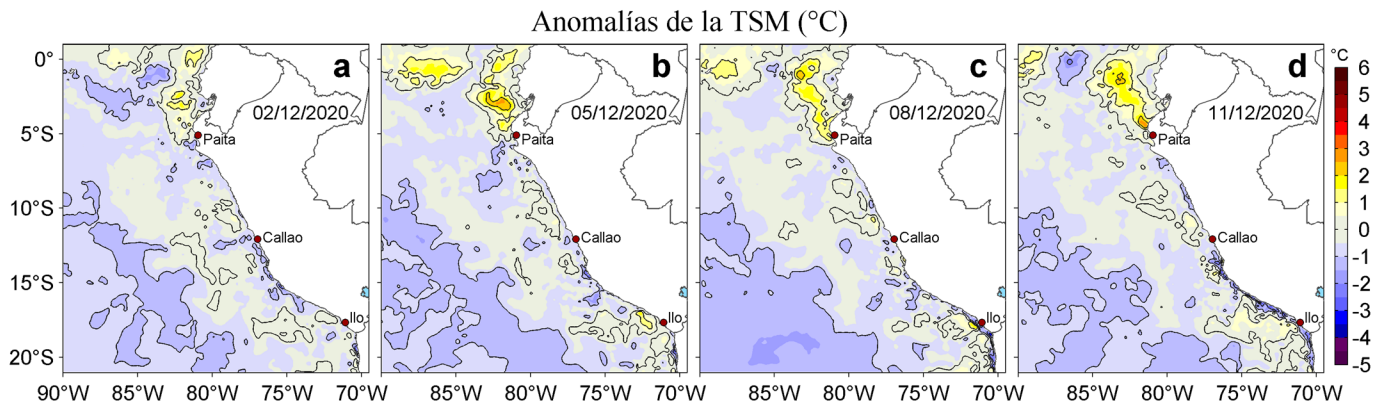 Anomalías de la TSM (°C)
a
b
c
d
02/12/2020
05/12/2020
08/12/2020
11/12/2020
Paita
Paita
Paita
Paita
Callao
Callao
Callao
Callao
Ilo
Ilo
Ilo
Ilo
0°
5°S
10°S
15°S
20°S
90°W 85°W 80°W 75°W 70°W
85°W 80°W 75°W 70°W
85°W 80°W 75°W 70°W
85°W 80°W 75°W 70°W
°C
6
5
4
3
2
1
0
-1
-2
-3
-4
-5